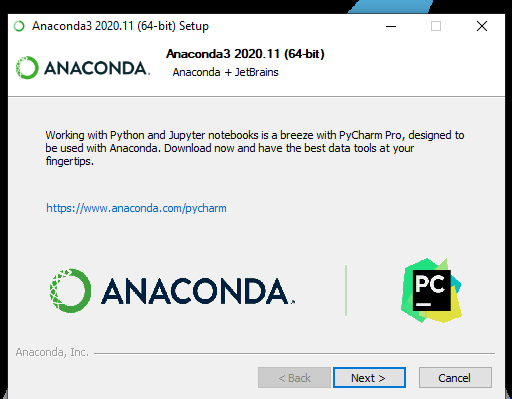 Anaconda3 2020.11 (64-bit) Setup
Anaconda3 2020.11 (64-bit)
ANACONDA.
Anaconda + JetBrains
Working with Python and Jupyter notebooks is a breeze with PyCharm Pro, designed to
be used with Anaconda. Download now and have the best data tools at your
fingertips.
https://www.anaconda.com/pycharm
ANACONDA.
PC
Anaconda, Inc.
< Back
Next >
Cancel